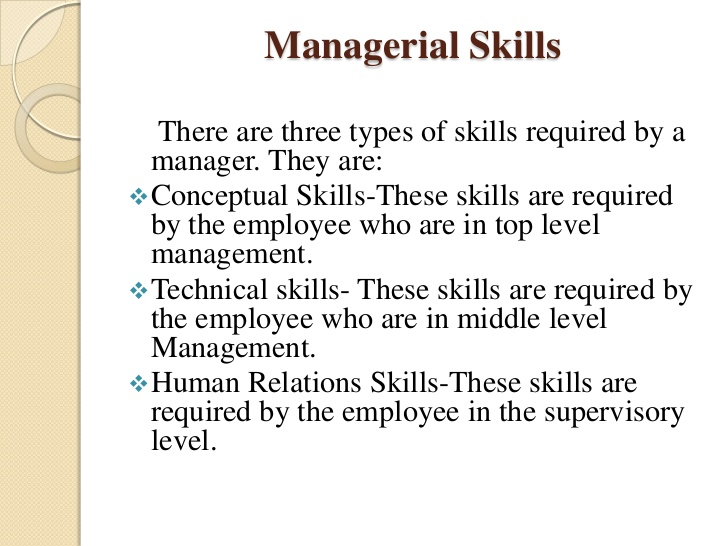 Managerial Skills
There are three types of skills required by a
manager. They are:
❖Conceptual Skills-These skills are required
by the employee who are in top level
management.
❖Technical skills- These skills are required by
the employee who are in middle level
Management.
❖Human Relations Skills-These skills are
required by the employee in the supervisory
level.